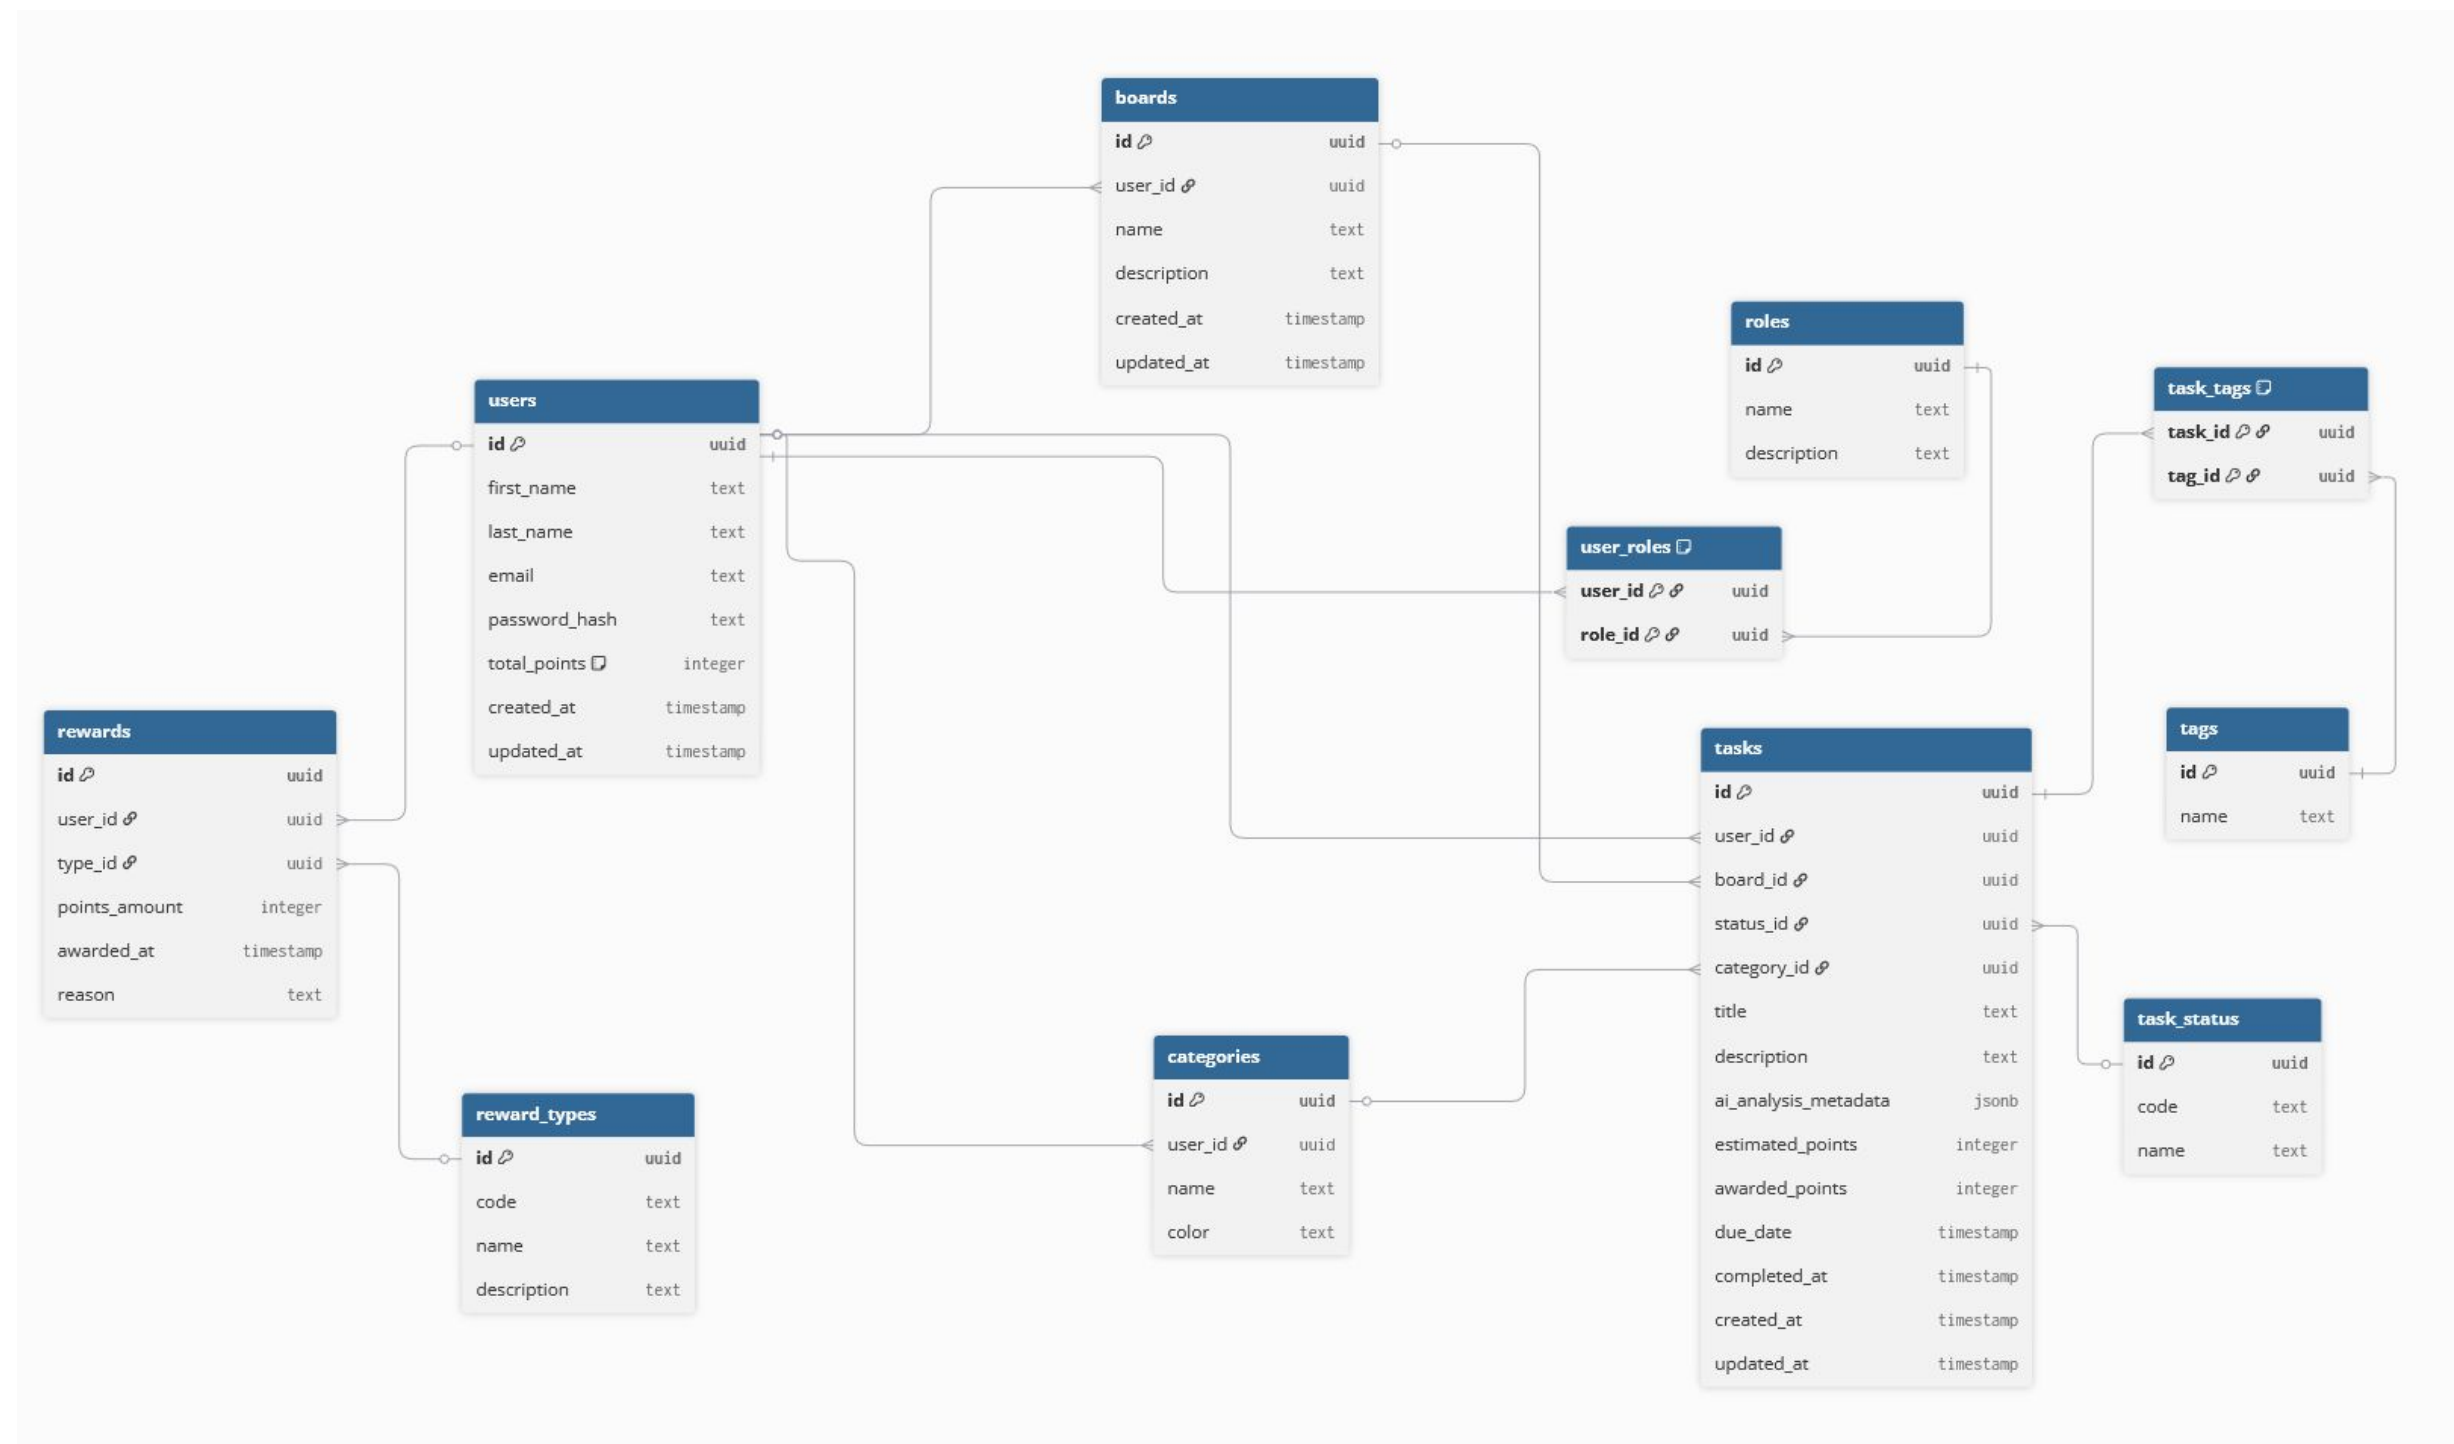 boards
id uuid
user_id uuid
name text
description text
created_at timestamp
updated_at timestamp
roles
id uuid
name text
description text
task_tags
task_id uuid
tag_id uuid
users
id uuid
first_name text
last_name text
email text
password_hash text
total_points integer
created_at timestamp
updated_at timestamp
user_roles
user_id uuid
role_id uuid
rewards
id uuid
user_id uuid
type_id uuid
points_amount integer
awarded_at timestamp
reason text
tasks
id uuid
user_id uuid
board_id uuid
status_id uuid
category_id uuid
title text
description text
ai_analysis_metadata jsonb
estimated_points integer
awarded_points integer
due_date timestamp
completed_at timestamp
created_at timestamp
updated_at timestamp
tags
id uuid
name text
task_status
id uuid
code text
name text
categories
id uuid
user_id uuid
name text
color text
reward_types
id uuid
code text
name text
description text